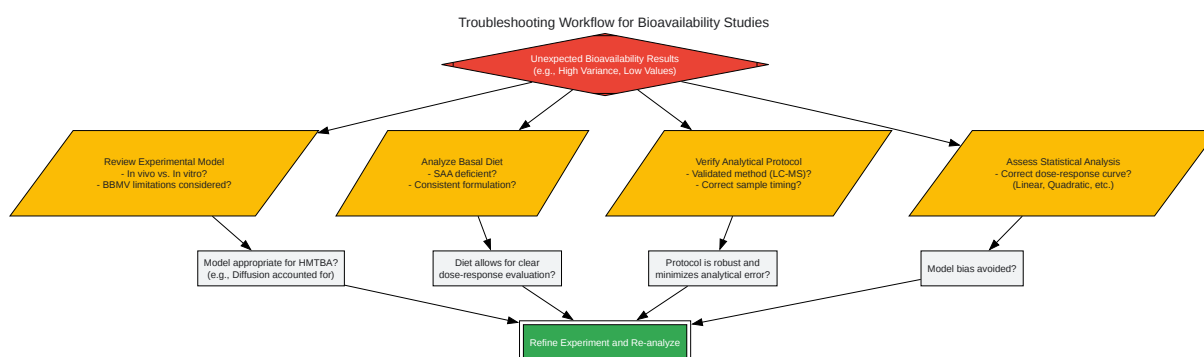 Troubleshooting Workflow for Bioavailability Studies
Unexpected Bioavailability Results
(e.g., High Variance, Low Values)
Review Experimental Model
- In vivo vs. In vitro?
- BBMV limitations considered?
Analyze Basal Diet
- SAA deficient?
- Consistent formulation?
Verify Analytical Protocol
- Validated method (LC-MS)?
- Correct sample timing?
Assess Statistical Analysis
- Correct dose-response curve?
(Linear, Quadratic, etc.)
Model appropriate for HMTBA?
(e.g., Diffusion accounted for)
Diet allows for clear
dose-response evaluation?
Protocol is robust and
minimizes analytical error?
Model bias avoided?
Refine Experiment and Re-analyze